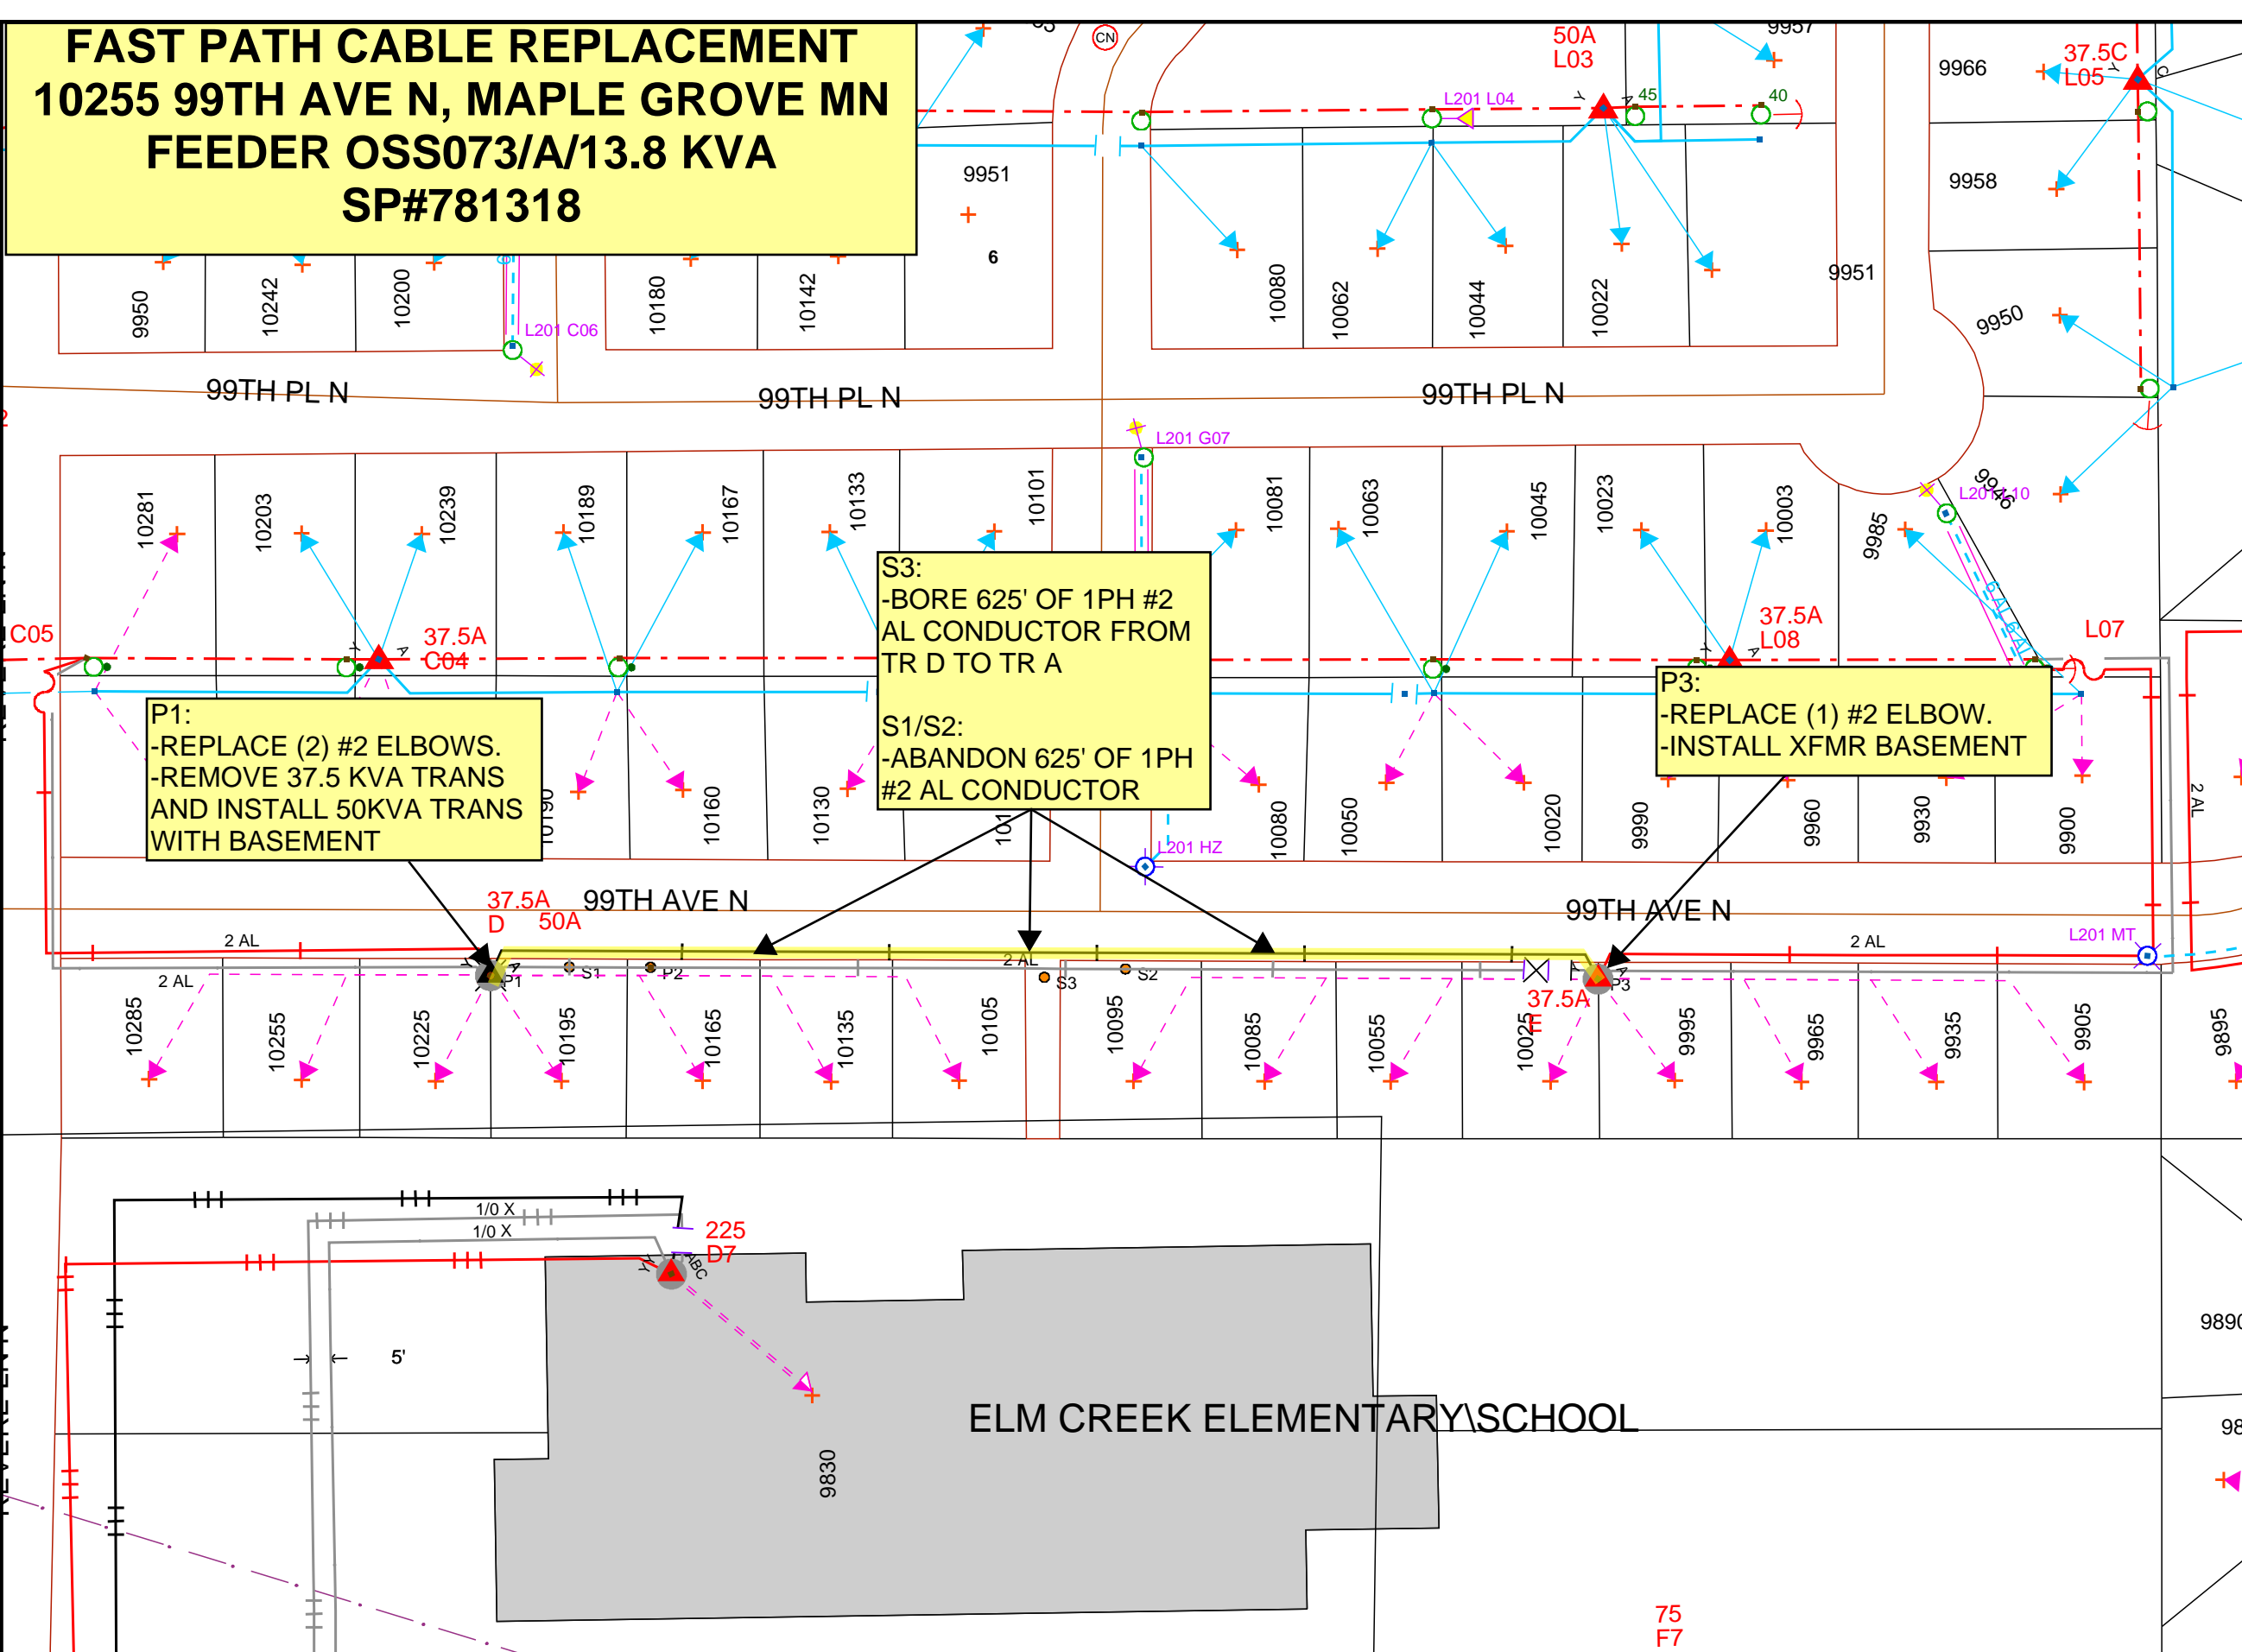 FAST PATH CABLE REPLACEMENT
10255 99TH AVE N, MAPLE GROVE MN
FEEDER OSS073/A/13.8 KVA
SP#781318
CN
50A
L03
9957
37.5C
L05
Y
C
9966
L201 L04
Y
A
45
40
9951
6
9958
9951
9950
9950
10242
10200
10180
10142
10080
10062
10044
10022
L201 C06
99TH PL N
99TH PL N
99TH PL N
L201 G07
10281
10203
10239
10189
10167
10133
10101
10081
10063
10045
10023
10003
9985
9946
L201 L10
C05
Y
A
37.5A
C04
Y
A
37.5A
L08
L07
S3:
-BORE 625' OF 1PH #2
AL CONDUCTOR FROM
TR D TO TR A
S1/S2:
-ABANDON 625' OF 1PH
#2 AL CONDUCTOR
P1:
-REPLACE (2) #2 ELBOWS.
-REMOVE 37.5 KVA TRANS
AND INSTALL 50KVA TRANS
WITH BASEMENT
P3:
-REPLACE (1) #2 ELBOW.
-INSTALL XFMR BASEMENT
10190
10160
10130
10080
10050
10020
9990
9960
9930
9900
2 AL
L201 HZ
37.5A
D
50A
99TH AVE N
99TH AVE N
2 AL
2 AL
2 AL
L201 MT
2 AL
Y
A
P1
S1
P2
S3
S2
Y
A
P3
37.5A
E
10285
10255
10225
10195
10165
10135
10105
10095
10085
10055
10025
9995
9965
9935
9905
9895
1/0 X
1/0 X
225
D7
Y
Y
ABC
5'
9830
ELM CREEK ELEMENTARY\SCHOOL
9890
75
F7